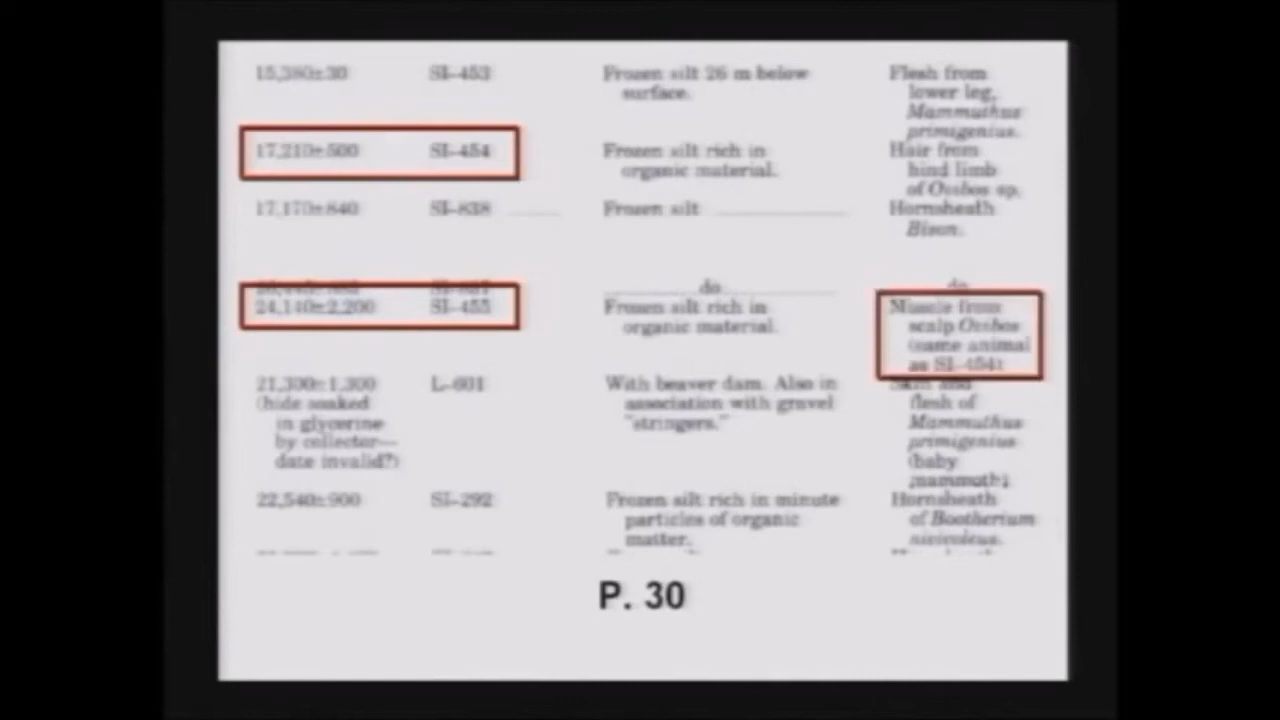 15,380±30 SI-453 Frozen silt 26 m below Flesh from
surface. lower leg,
Mammuthus
primigenius.
17,210±500 SI-454 Frozen silt rich in Hair from
organic material. hind limb
of Ovibos sp.
17,170±840 SI-838 Frozen silt Hornsheath
Bison.
do do
24,140±2,200 SI-455 Frozen silt rich in Muscle from
organic material. scalp Ovibos
(same animal
as SI-454)
21,300±1,300 L-601 With beaver dam. Also in Skin and
(hide soaked association with gravel flesh of
in glycerine "stringers." Mammuthus
by collector— primigenius
date invalid?) (baby
mammoth)
22,540±900 SI-292 Frozen silt rich in minute Hornsheath
particles of organic of Bootherium
matter. nivicoleus.
P. 30